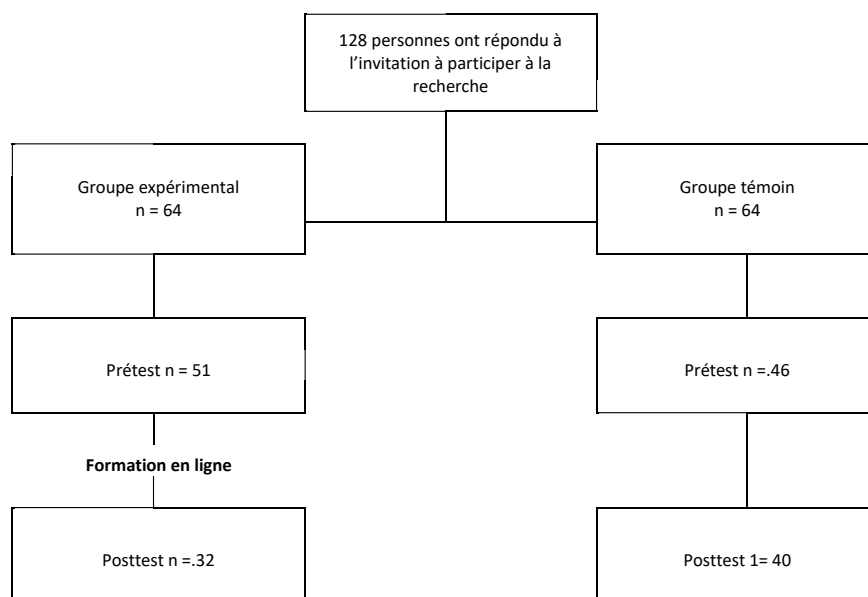 128 personnes ont répondu à
l’invitation à participer à la
recherche
Groupe expérimental
n = 64
Groupe témoin
n = 64
Prétest n = 51
Prétest n =.46
Formation en ligne
Posttest n =.32
Posttest 1= 40